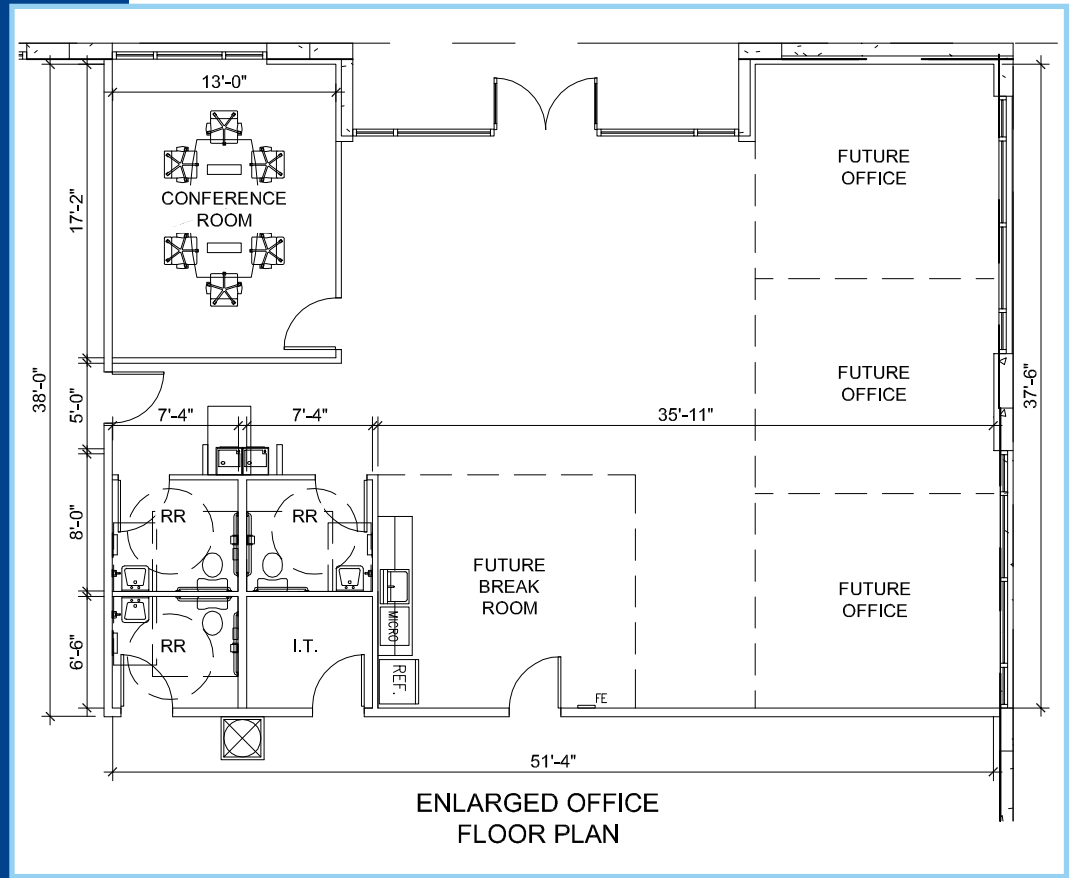 13'-0"
CONFERENCE
ROOM
17'-2"
38'-0"
5'-0"
8'-0"
6'-6"
FUTURE
OFFICE
FUTURE
OFFICE
37'-6"
7'-4"
7'-4"
35'-11"
RR
RR
RR
I.T.
MICRO
REF.
FUTURE
BREAK
ROOM
FE
FUTURE
OFFICE
51'-4"
ENLARGED OFFICE
FLOOR PLAN